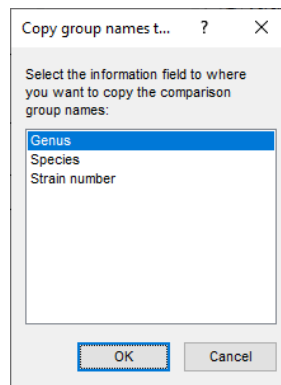 Copy group names t... ?
Select the information field to where
you want to copy the comparison
group names:
Genus
Species
Strain number
OK Cancel